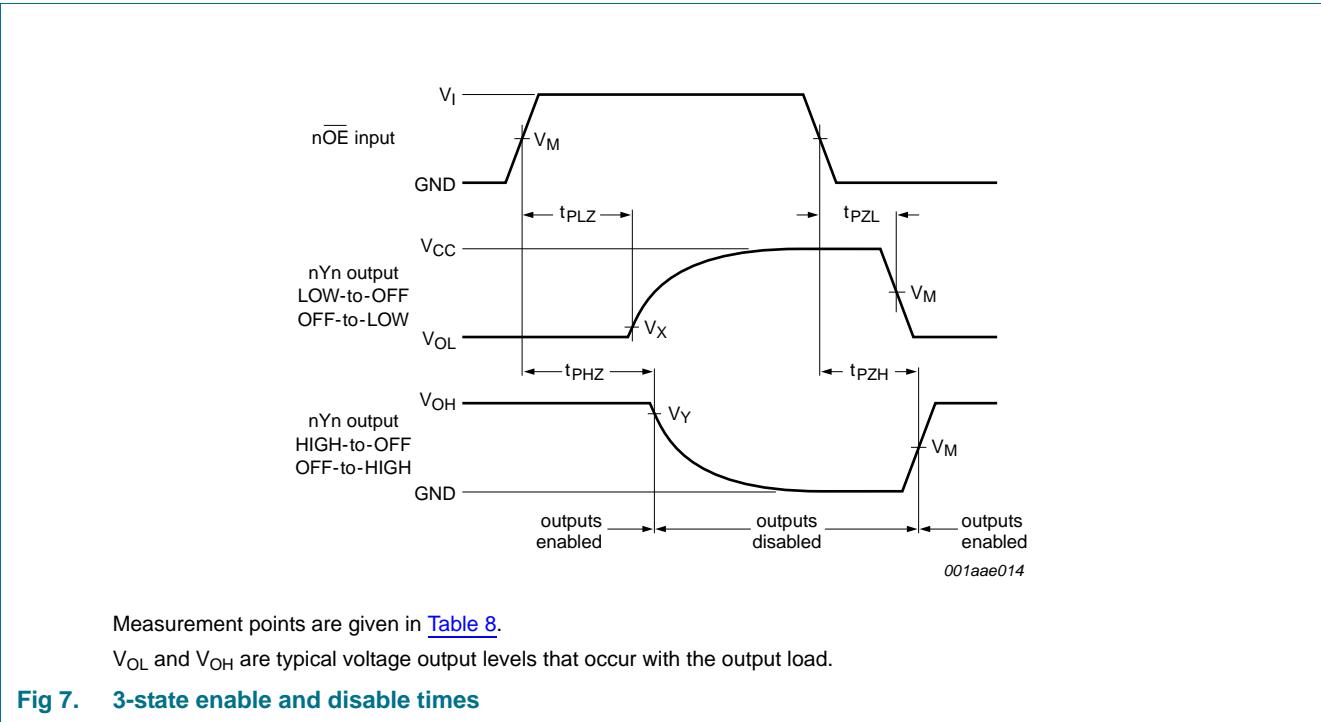 V_I
nO̅E̅ input
V_M
GND
t_PLZ
t_PZL
V_CC
nYn output
LOW-to-OFF
OFF-to-LOW
V_M
V_X
V_OL
t_PHZ
t_PZH
V_OH
nYn output
HIGH-to-OFF
OFF-to-HIGH
V_Y
V_M
GND
outputs
enabled
outputs
disabled
outputs
enabled
001aae014
Measurement points are given in Table 8.
V_OL and V_OH are typical voltage output levels that occur with the output load.
Fig 7. 3-state enable and disable times